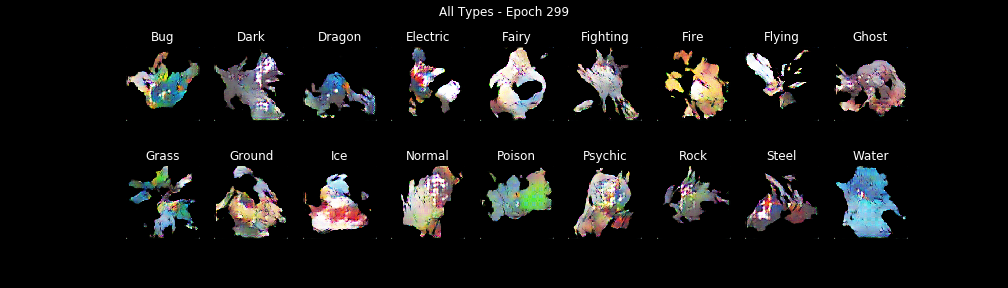 All Types - Epoch 299
Bug Dark Dragon Electric Fairy Fighting Fire Flying Ghost
Grass Ground Ice Normal Poison Psychic Rock Steel Water